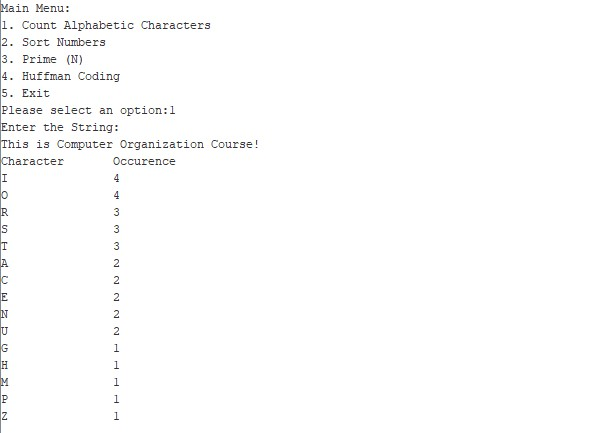 Main Menu:
1. Count Alphabetic Characters
2. Sort Numbers
3. Prime (N)
4. Huffman Coding
5. Exit
Please select an option:1
Enter the String:
This is Computer Organization Course!
Character Occurence
I 4
O 4
R 3
S 3
T 3
A 2
C 2
E 2
N 2
U 2
G 1
H 1
M 1
P 1
Z 1